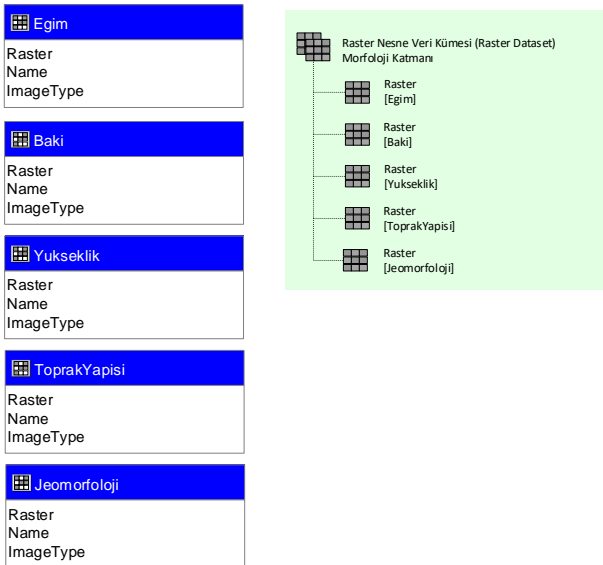 Egim
Raster
Name
ImageType
Baki
Raster
Name
ImageType
Yukseklik
Raster
Name
ImageType
ToprakYapisi
Raster
Name
ImageType
Jeomorfoloji
Raster
Name
ImageType
Raster Nesne Veri Kümesi (Raster Dataset)
Morfoloji Katmanı
Raster
[Egim]
Raster
[Baki]
Raster
[Yukseklik]
Raster
[ToprakYapisi]
Raster
[Jeomorfoloji]